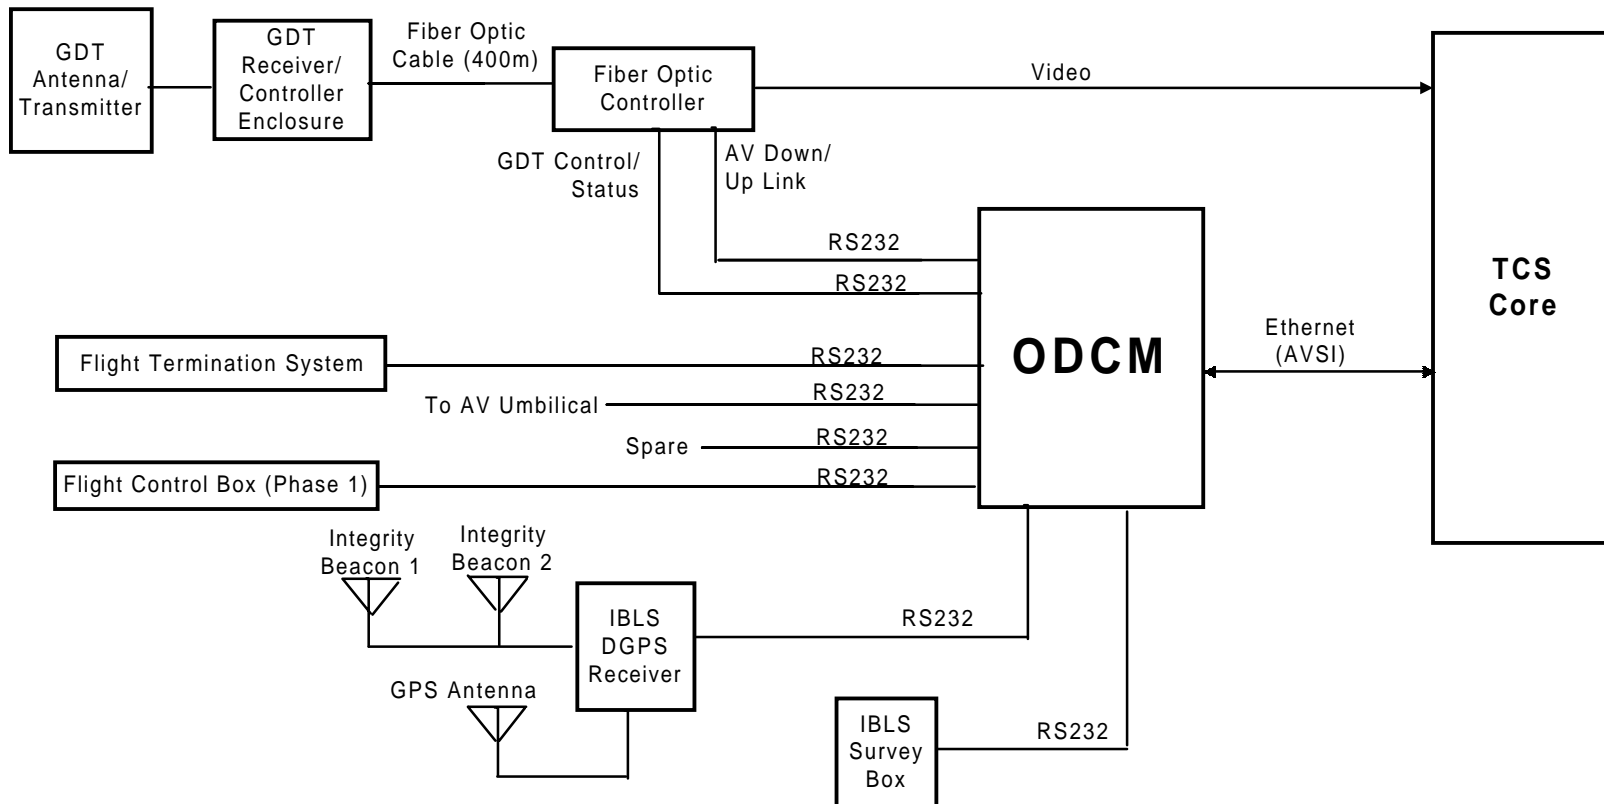 GDT
Antenna/
Transmitter
GDT
Receiver/
Controller
Enclosure
Fiber Optic
Cable (400m)
Fiber Optic
Controller
Video
GDT Control/
Status
AV Down/
Up Link
RS232
RS232
TCS
Core
ODCM
Ethernet
(AVSI)
Flight Termination System
RS232
To AV Umbilical
RS232
Spare
RS232
Flight Control Box (Phase 1)
RS232
Integrity
Beacon 1
Integrity
Beacon 2
IBLS
DGPS
Receiver
RS232
GPS Antenna
IBLS
Survey
Box
RS232